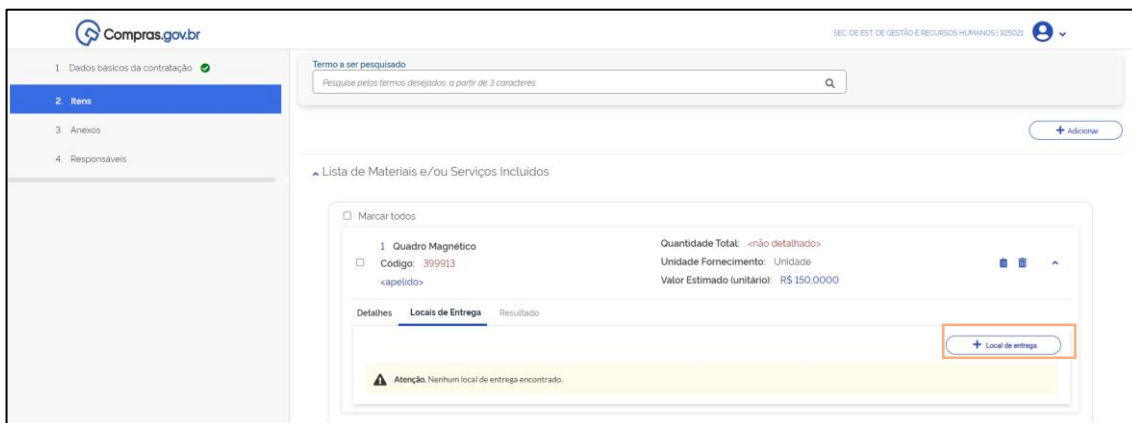 Compras.gov.br
SEC. DE EST. DE GESTÃO E RECURSOS HUMANOS | 925021
1. Dados básicos da contratação
2. Itens
3. Anexos
4. Responsáveis
Termo a ser pesquisado
Pesquise pelos termos desejados, a partir de 3 caracteres
+ Adicionar
Lista de Materiais e/ou Serviços Incluídos
Marcar todos
1 Quadro Magnético
Código: 399913
<apelido>
Quantidade Total: <não detalhado>
Unidade Fornecimento: Unidade
Valor Estimado (unitário): R$ 150,0000
Detalhes Locais de Entrega Resultado
+ Local de entrega
Atenção. Nenhum local de entrega encontrado.